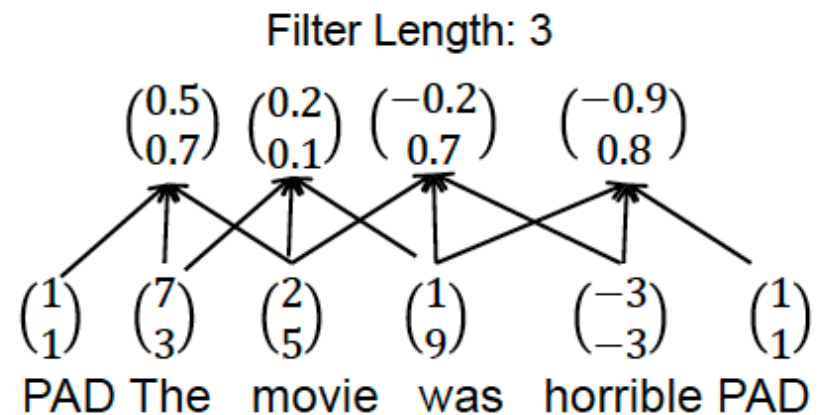 Filter Length: 3
(0.5 0.7) (0.2 0.1) (−0.2 0.7) (−0.9 0.8)
(1 1) (7 3) (2 5) (1 9) (−3 −3) (1 1)
PAD The movie was horrible PAD